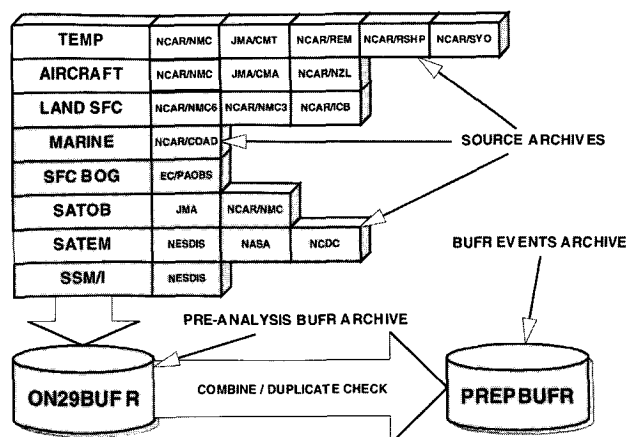 TEMP NCAR/NMC JMA/CMT NCAR/REM NCAR/RSHP NCAR/SYO
AIRCRAFT NCAR/NMC JMA/CMA NCAR/NZL
LAND SFC NCAR/NMC6 NCAR/NMC3 NCAR/ICB
MARINE NCAR/COAD
SOURCE ARCHIVES
SFC BOG EC/PAOBS
SATOB JMA NCAR/NMC
SATEM NESDIS NASA NCDC
BUFR EVENTS ARCHIVE
SSM/I NESDIS
PRE-ANALYSIS BUFR ARCHIVE
ON29BUFR
COMBINE / DUPLICATE CHECK
PREPBUFR